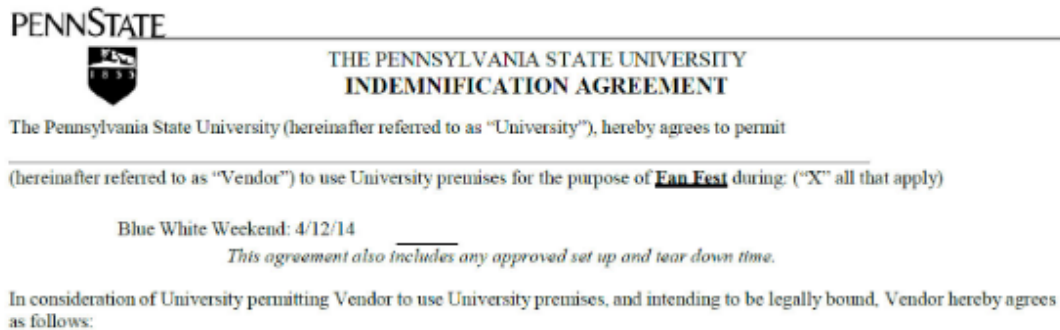 PENNSTATE
1855
THE PENNSYLVANIA STATE UNIVERSITY
INDEMNIFICATION AGREEMENT
The Pennsylvania State University (hereinafter referred to as “University”), hereby agrees to permit
(hereinafter referred to as “Vendor”) to use University premises for the purpose of Fan Fest during: (“X” all that apply)
Blue White Weekend: 4/12/14
This agreement also includes any approved set up and tear down time.
In consideration of University permitting Vendor to use University premises, and intending to be legally bound, Vendor hereby agrees
as follows: